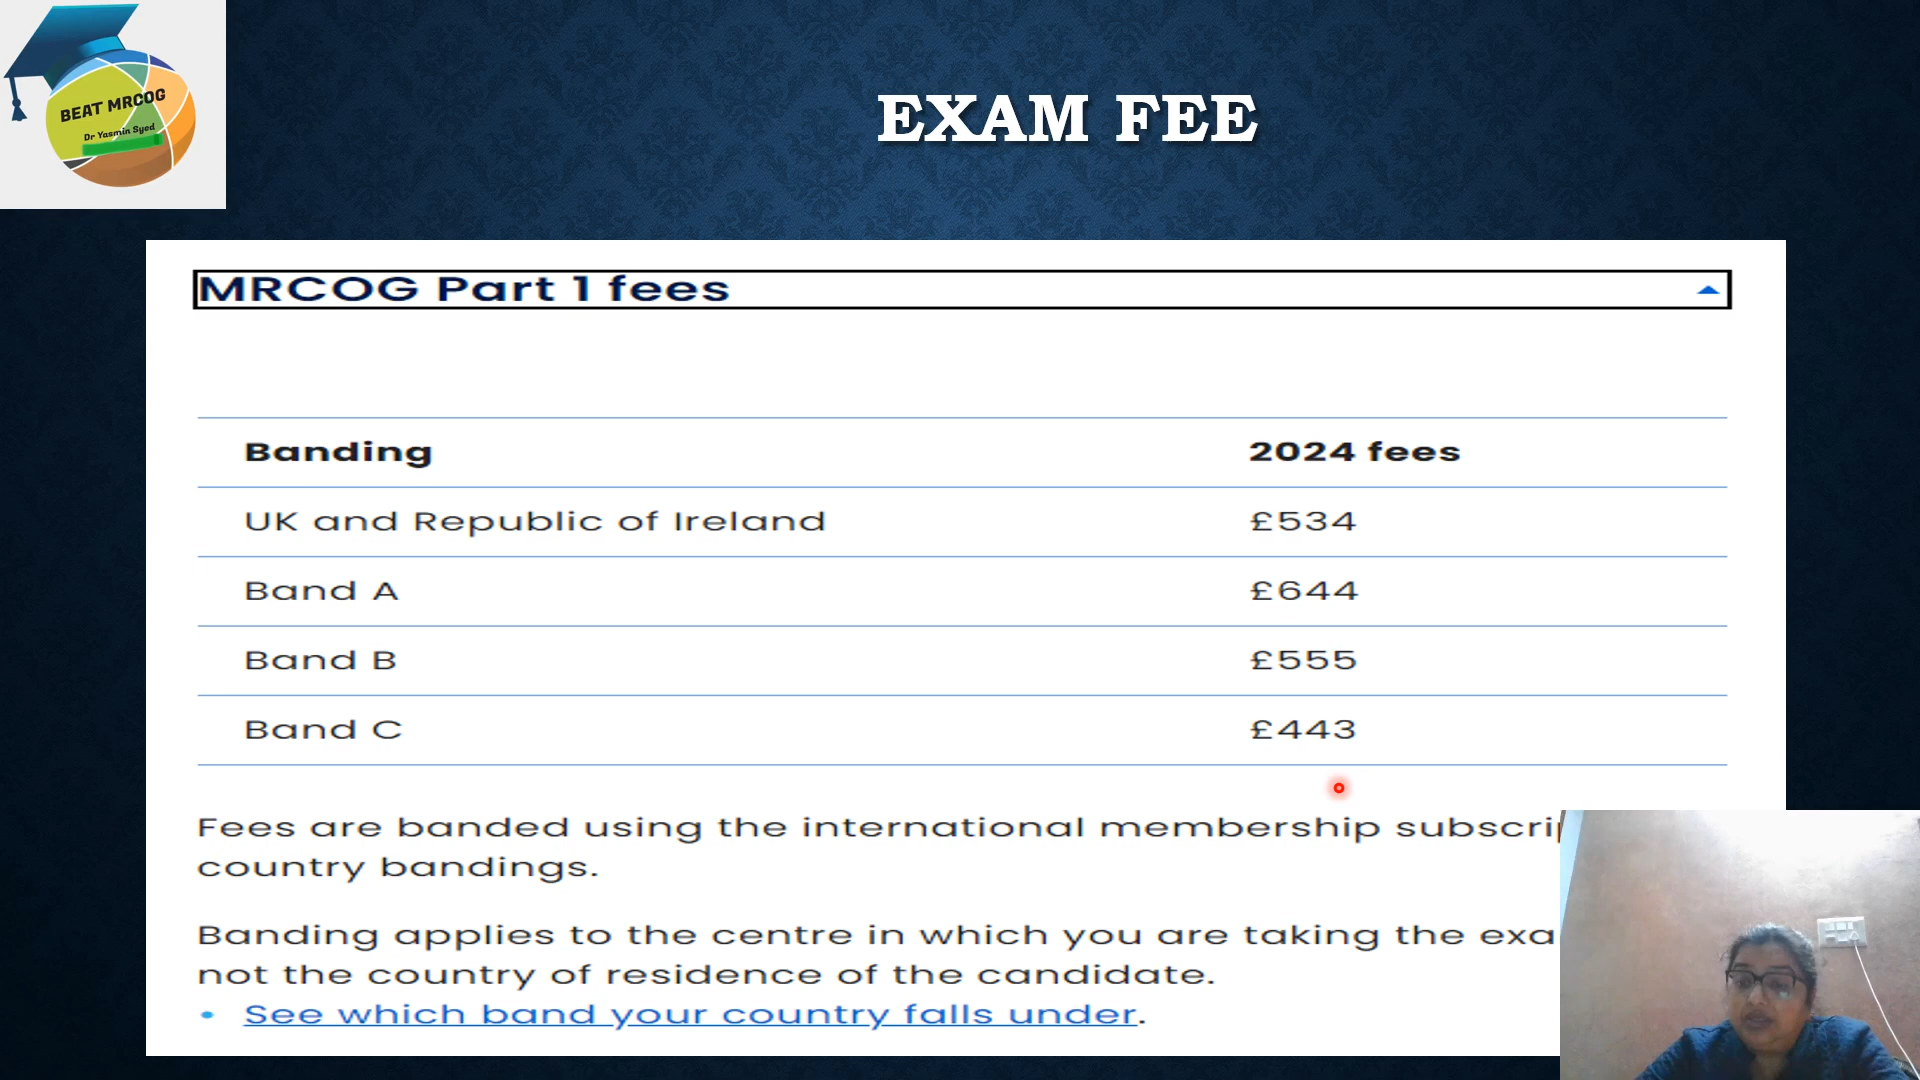 BEAT MRCOG
Dr Yasmin Syed
EXAM FEE
MRCOG Part 1 fees
Banding 2024 fees
UK and Republic of Ireland £534
Band A £644
Band B £555
Band C £443
Fees are banded using the international membership
country bandings.
Banding applies to the centre in which you are taking the
not the country of residence of the candidate.
• See which band your country falls under.